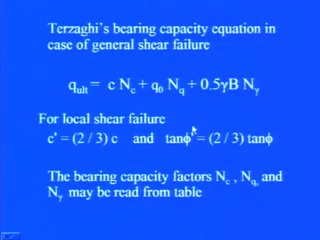 Terzaghi's bearing capacity equation in
case of general shear failure
qult = c Nc + q0 Nq + 0.5γB Nγ
For local shear failure
c' = (2 / 3) c and tanϕ' = (2 / 3) tanϕ
The bearing capacity factors Nc , Nq, and
Nγ may be read from table